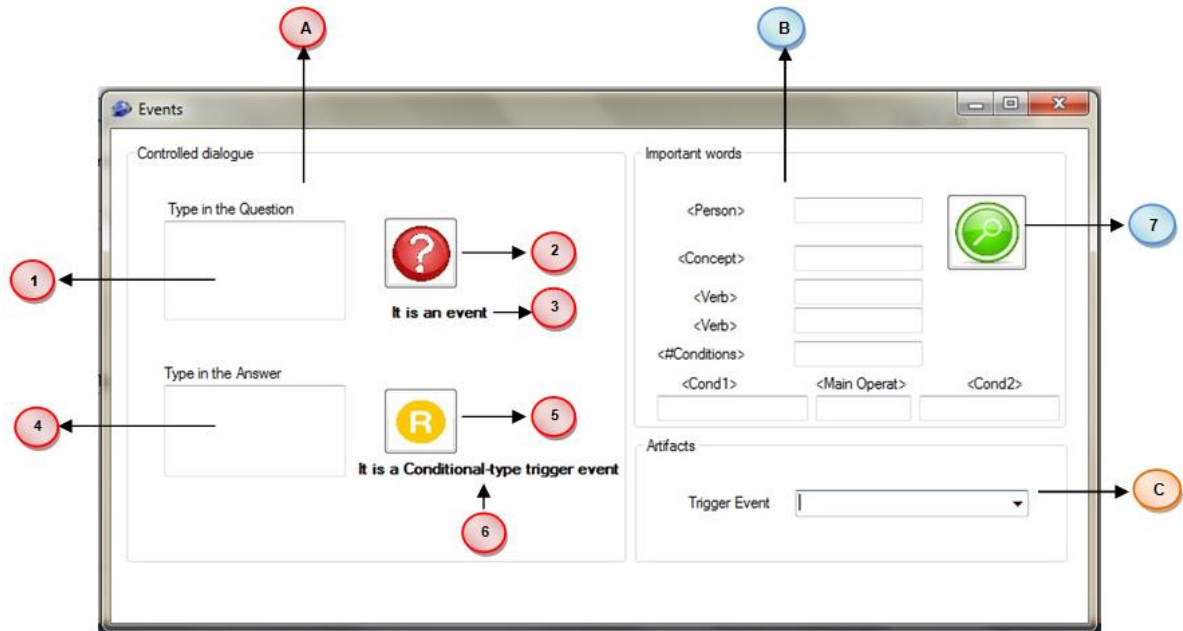 A
B
Events
Controlled dialogue
Important words
Type in the Question
<Person>
7
2
<Concept>
1
It is an event
3
<Verb>
<Verb>
<#Conditions>
Type in the Answer
<Cond1> <Main Operat> <Cond2>
4
R
5
It is a Conditional-type trigger event
Artifacts
Trigger Event
C
6